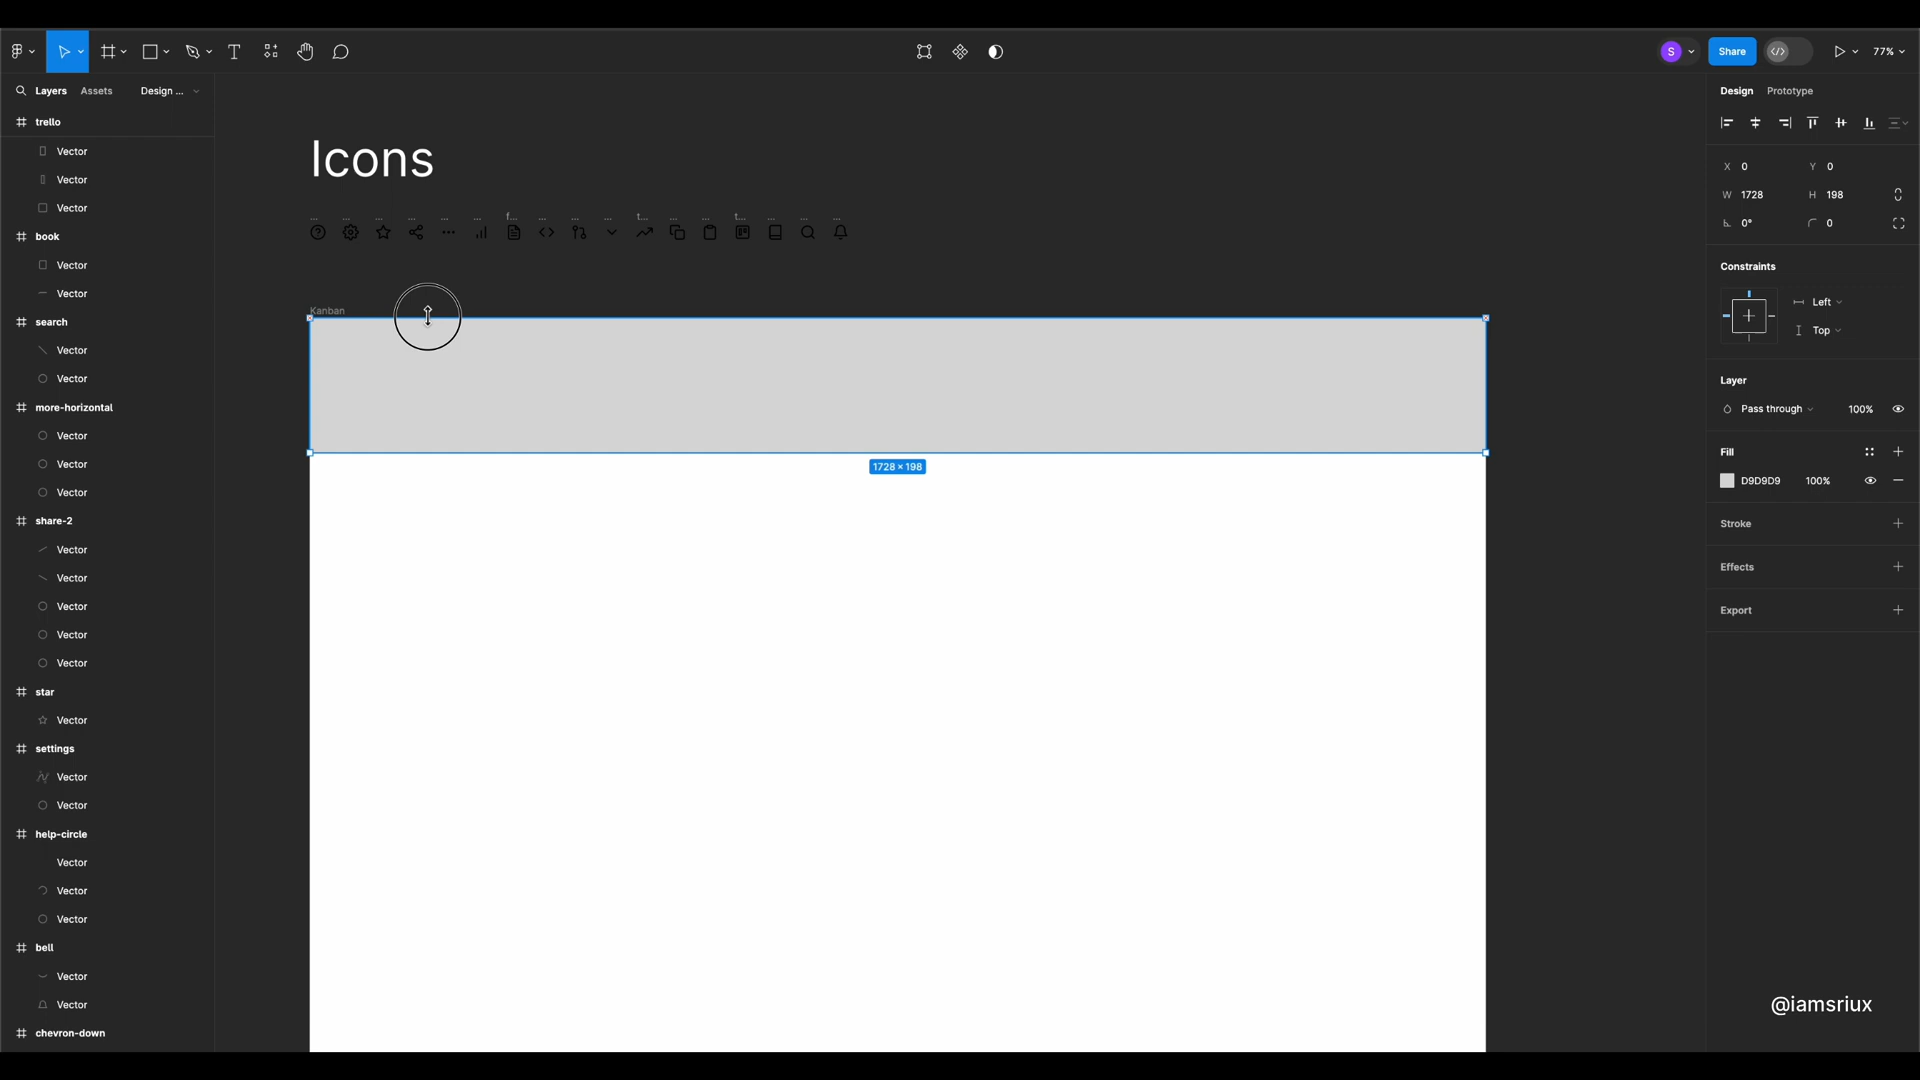 S
Share
77%
Layers
Assets
Design ...
Design
Prototype
trello
Vector
Vector
Vector
book
Vector
Vector
search
Vector
Vector
more-horizontal
Vector
Vector
Vector
share-2
Vector
Vector
Vector
Vector
Vector
star
Vector
settings
Vector
Vector
help-circle
Vector
Vector
Vector
bell
Vector
Vector
chevron-down
Icons
... ... ... ... ... ... f... ... ... ... t... ... ... t... ... ... ...
Kanban
1728 × 198
X 0 Y 0
W 1728 H 198
0° 0
Constraints
Left
Top
Layer
Pass through 100%
Fill
D9D9D9 100%
Stroke
Effects
Export
@iamsriux